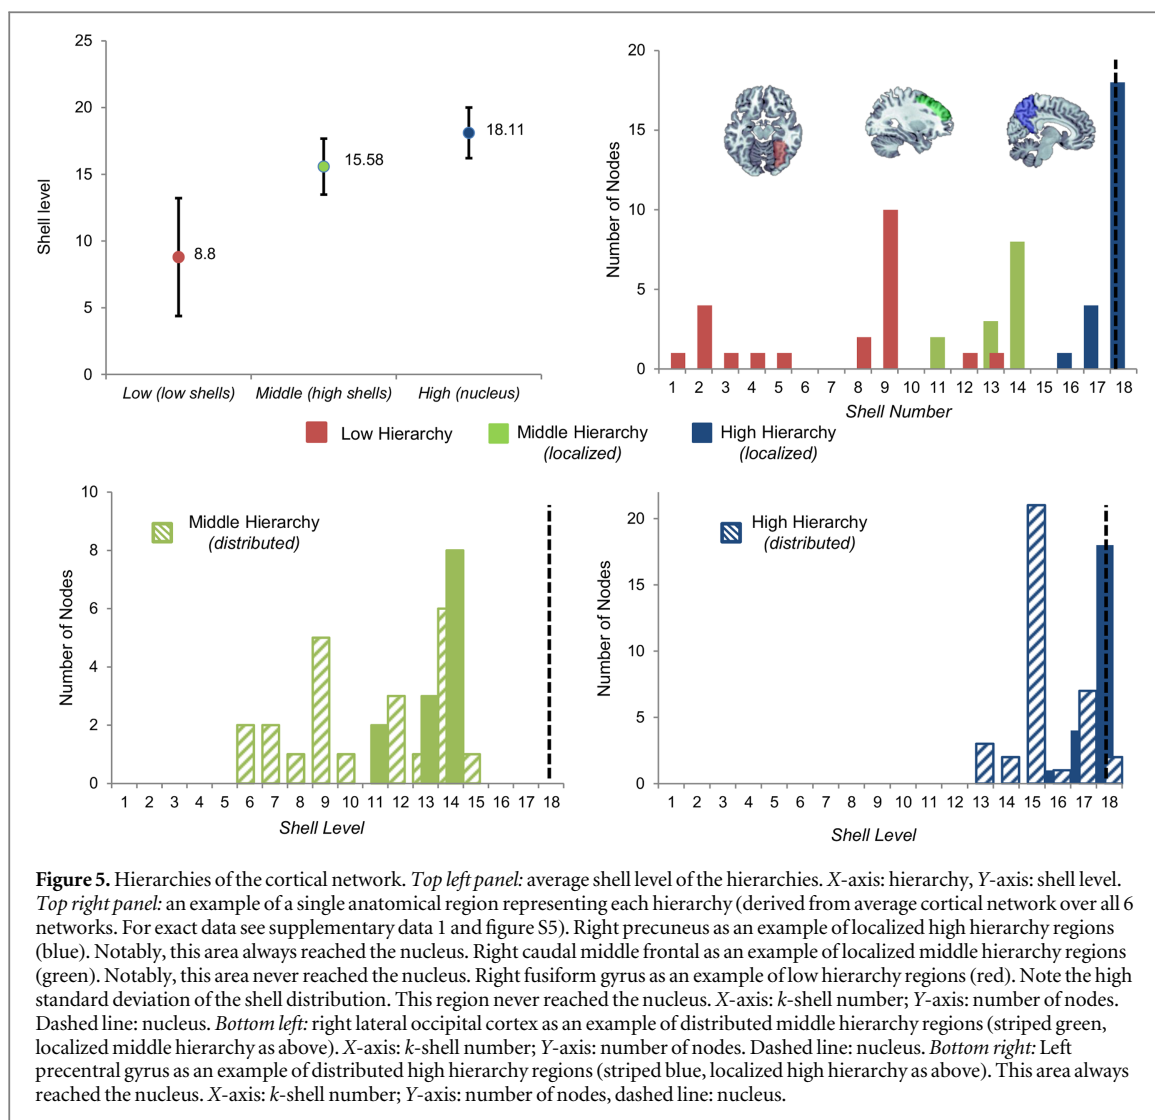 25
20
15
10
5
0
Shell level
18.11
15.58
8.8
Low (low shells) Middle (high shells) High (nucleus)
20
15
10
5
0
Number of Nodes
1 2 3 4 5 6 7 8 9 10 11 12 13 14 15 16 17 18
Shell Number
Low Hierarchy
Middle Hierarchy
(localized)
High Hierarchy
(localized)
10
8
6
4
2
0
Number of Nodes
Middle Hierarchy
(distributed)
1 2 3 4 5 6 7 8 9 10 11 12 13 14 15 16 17 18
Shell Level
20
15
10
5
0
Number of Nodes
High Hierarchy
(distributed)
1 2 3 4 5 6 7 8 9 10 11 12 13 14 15 16 17 18
Shell Level
Figure 5. Hierarchies of the cortical network. Top left panel: average shell level of the hierarchies. X-axis: hierarchy, Y-axis: shell level.
Top right panel: an example of a single anatomical region representing each hierarchy (derived from average cortical network over all 6
networks. For exact data see supplementary data 1 and figure S5). Right precuneus as an example of localized high hierarchy regions
(blue). Notably, this area always reached the nucleus. Right caudal middle frontal as an example of localized middle hierarchy regions
(green). Notably, this area never reached the nucleus. Right fusiform gyrus as an example of low hierarchy regions (red). Note the high
standard deviation of the shell distribution. This region never reached the nucleus. X-axis: k-shell number; Y-axis: number of nodes.
Dashed line: nucleus. Bottom left: right lateral occipital cortex as an example of distributed middle hierarchy regions (striped green,
localized middle hierarchy as above). X-axis: k-shell number; Y-axis: number of nodes. Dashed line: nucleus. Bottom right: Left
precentral gyrus as an example of distributed high hierarchy regions (striped blue, localized high hierarchy as above). This area always
reached the nucleus. X-axis: k-shell number; Y-axis: number of nodes, dashed line: nucleus.